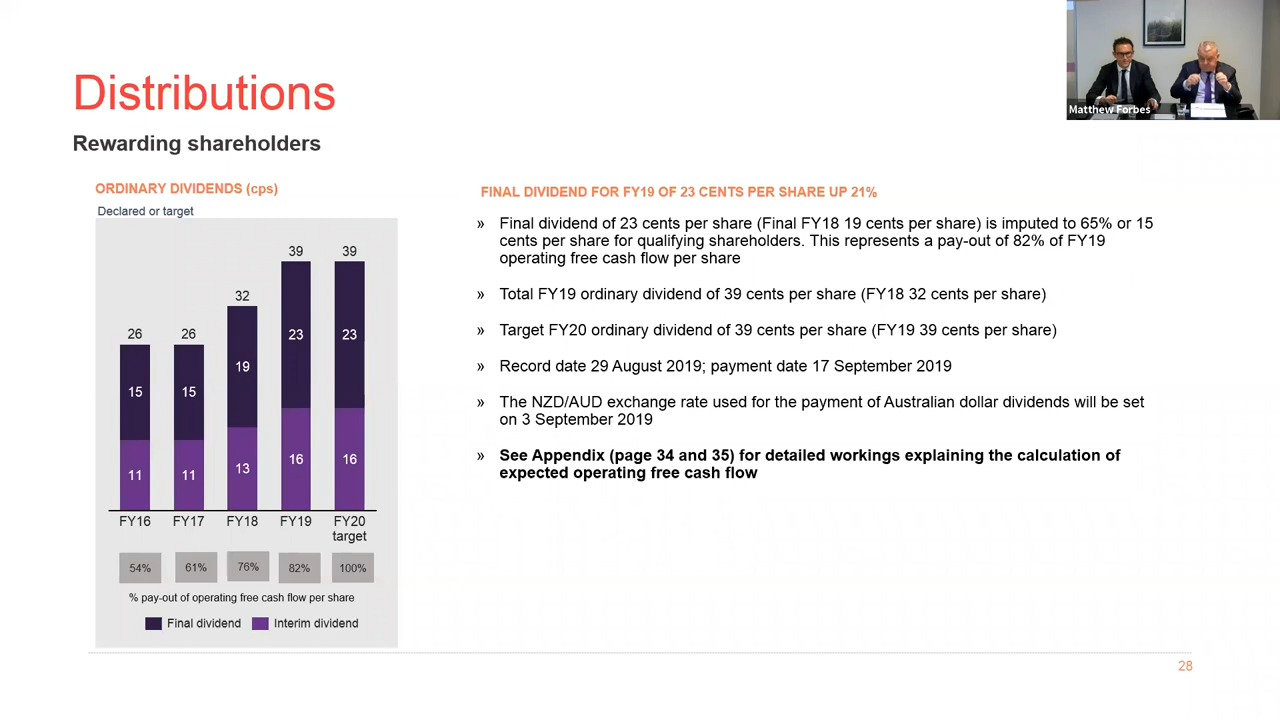 Distributions
Rewarding shareholders
Matthew Forbes
ORDINARY DIVIDENDS (cps)
Declared or target
26
26
32
39
39
15
15
19
23
23
11
11
13
16
16
FY16
FY17
FY18
FY19
FY20
target
54%
61%
76%
82%
100%
% pay-out of operating free cash flow per share
Final dividend
Interim dividend
FINAL DIVIDEND FOR FY19 OF 23 CENTS PER SHARE UP 21%
» Final dividend of 23 cents per share (Final FY18 19 cents per share) is imputed to 65% or 15
cents per share for qualifying shareholders. This represents a pay-out of 82% of FY19
operating free cash flow per share
» Total FY19 ordinary dividend of 39 cents per share (FY18 32 cents per share)
» Target FY20 ordinary dividend of 39 cents per share (FY19 39 cents per share)
» Record date 29 August 2019; payment date 17 September 2019
» The NZD/AUD exchange rate used for the payment of Australian dollar dividends will be set
on 3 September 2019
» See Appendix (page 34 and 35) for detailed workings explaining the calculation of
expected operating free cash flow
28